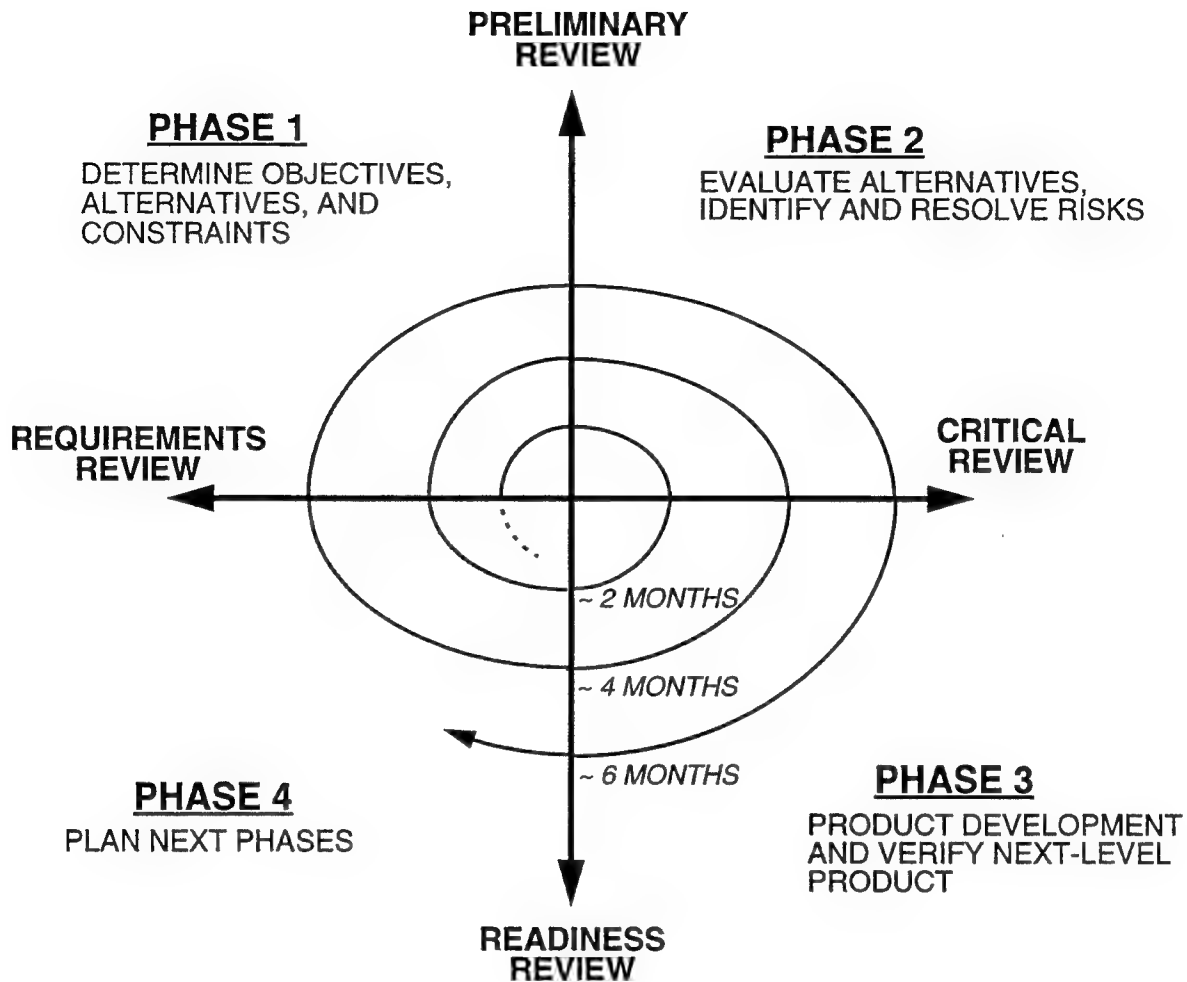 PRELIMINARY
REVIEW
PHASE 1
DETERMINE OBJECTIVES,
ALTERNATIVES, AND
CONSTRAINTS
PHASE 2
EVALUATE ALTERNATIVES,
IDENTIFY AND RESOLVE RISKS
REQUIREMENTS
REVIEW
CRITICAL
REVIEW
~ 2 MONTHS
~ 4 MONTHS
~ 6 MONTHS
PHASE 4
PLAN NEXT PHASES
PHASE 3
PRODUCT DEVELOPMENT
AND VERIFY NEXT-LEVEL
PRODUCT
READINESS
REVIEW